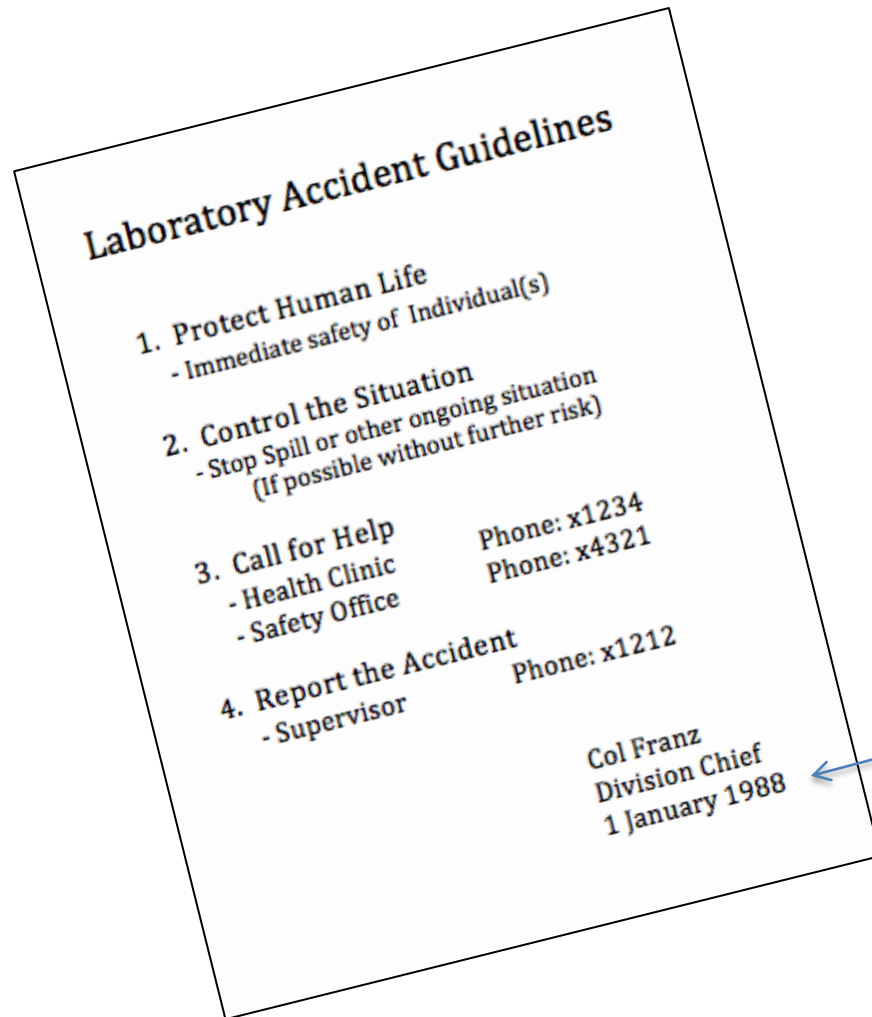 Laboratory Accident Guidelines
1. Protect Human Life
- Immediate safety of Individual(s)
2. Control the Situation
- Stop Spill or other ongoing situation
(If possible without further risk)
3. Call for Help
- Health Clinic Phone: x1234
- Safety Office Phone: x4321
4. Report the Accident
- Supervisor Phone: x1212
Col Franz
Division Chief
1 January 1988